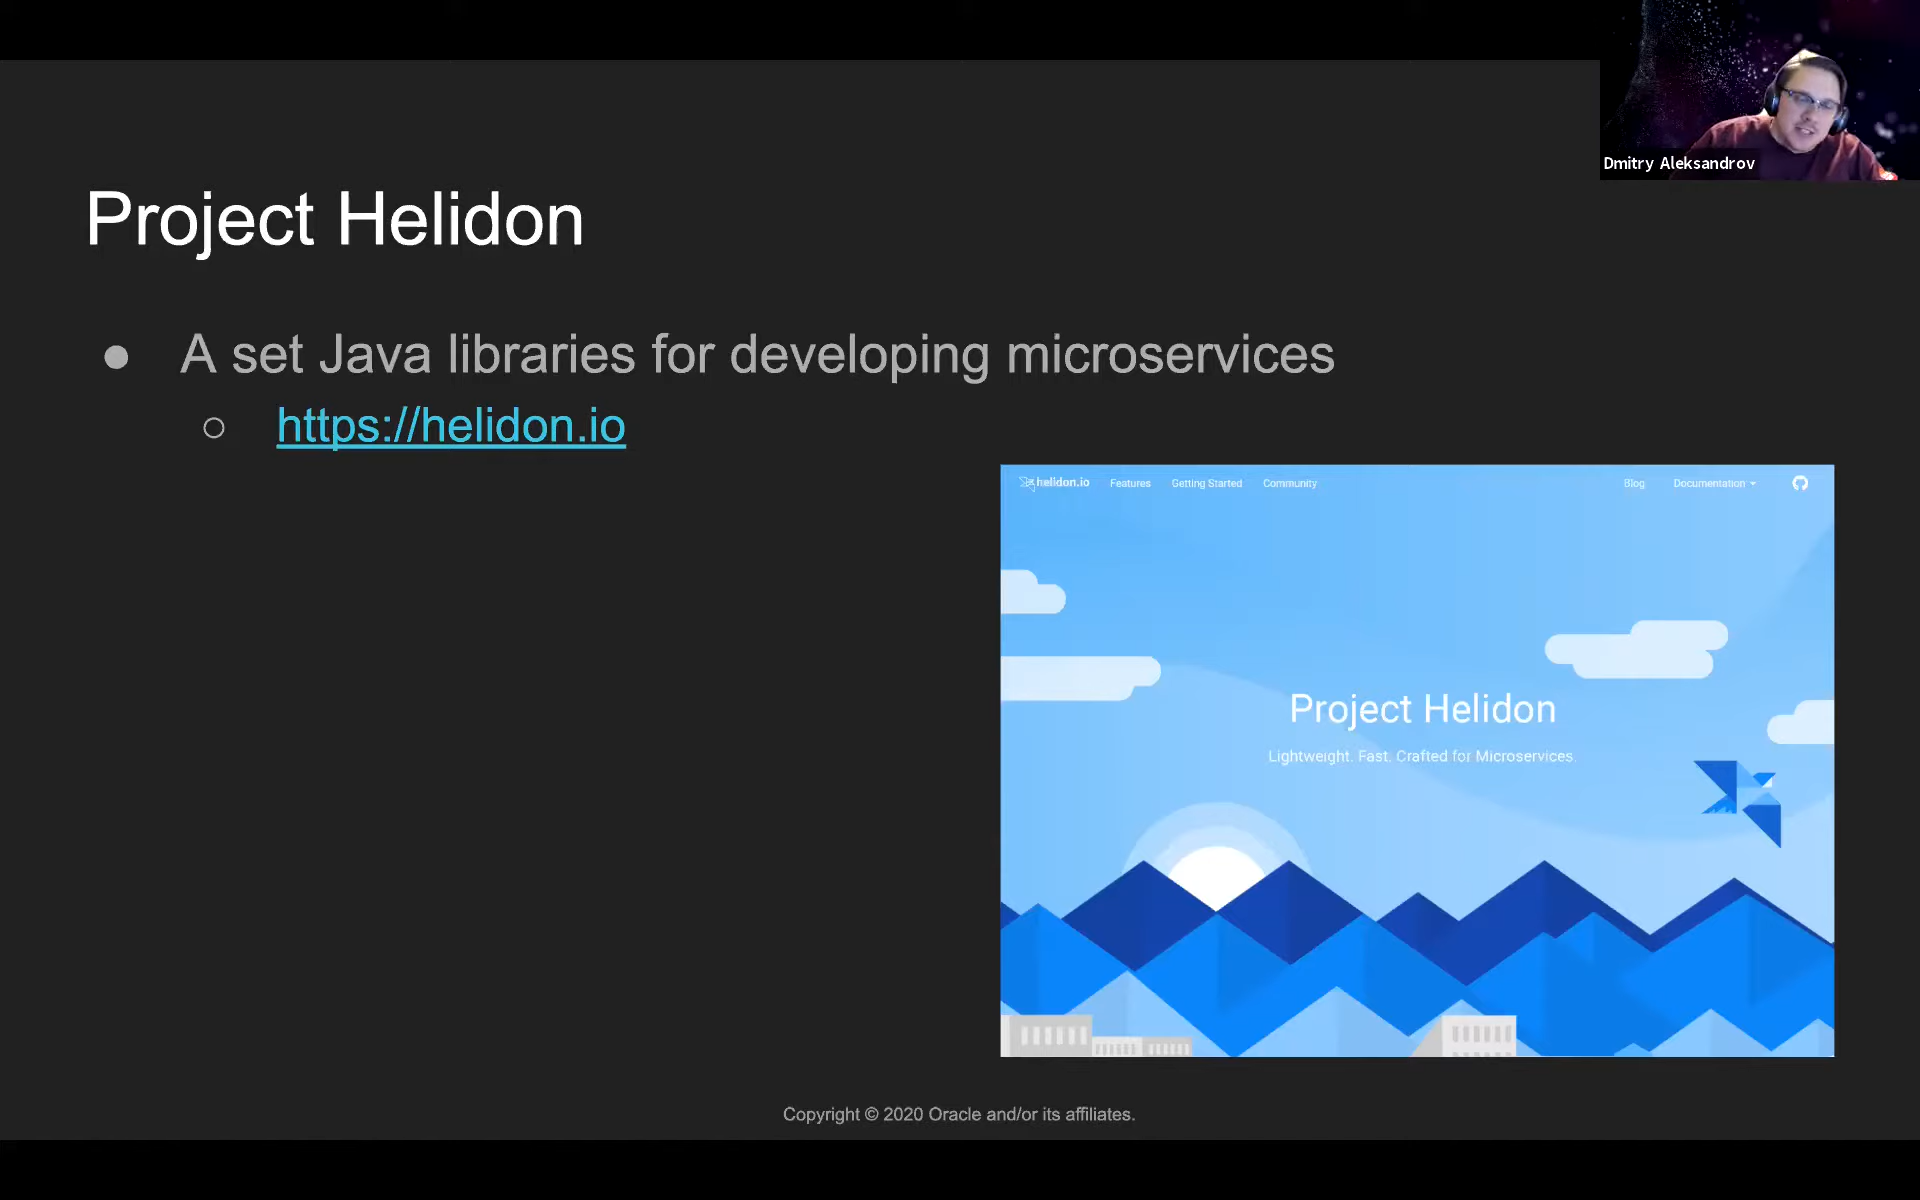 Dmitry Aleksandrov
Project Helidon
● A set Java libraries for developing microservices
○ https://helidon.io
helidon.io Features Getting Started Community Blog Documentation
Project Helidon
Lightweight. Fast. Crafted for Microservices.
Copyright © 2020 Oracle and/or its affiliates.